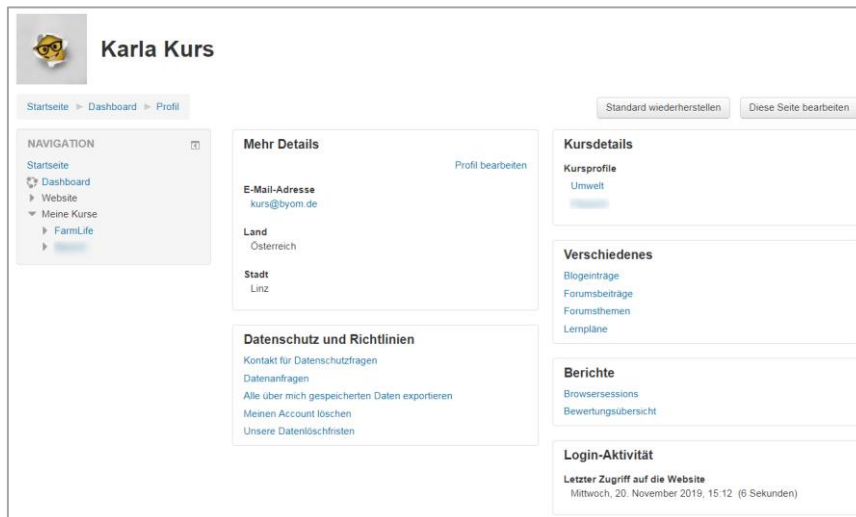 Karla Kurs
Startseite ► Dashboard ► Profil
Standard wiederherstellen
Diese Seite bearbeiten
NAVIGATION
Startseite
Dashboard
Website
Meine Kurse
FarmLife
Mehr Details
Profil bearbeiten
E-Mail-Adresse
kurs@byom.de
Land
Österreich
Stadt
Linz
Datenschutz und Richtlinien
Kontakt für Datenschutzfragen
Datenanfragen
Alle über mich gespeicherten Daten exportieren
Meinen Account löschen
Unsere Datenlöschfristen
Kursdetails
Kursprofile
Umwelt
Verschiedenes
Blogeinträge
Forumsbeiträge
Forumsthemen
Lernpläne
Berichte
Browsersessions
Bewertungsübersicht
Login-Aktivität
Letzter Zugriff auf die Website
Mittwoch, 20. November 2019, 15:12 (6 Sekunden)